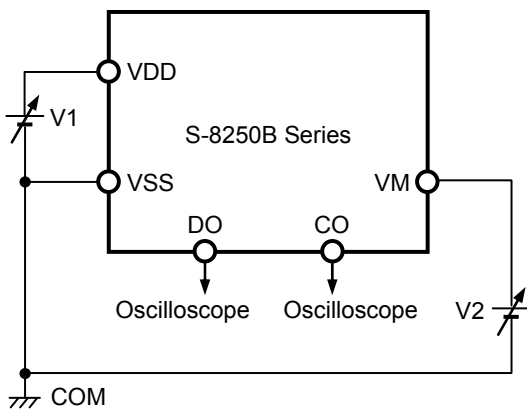 VDD
V1
S-8250B Series
VSS
VM
DO
CO
Oscilloscope
Oscilloscope
V2
COM